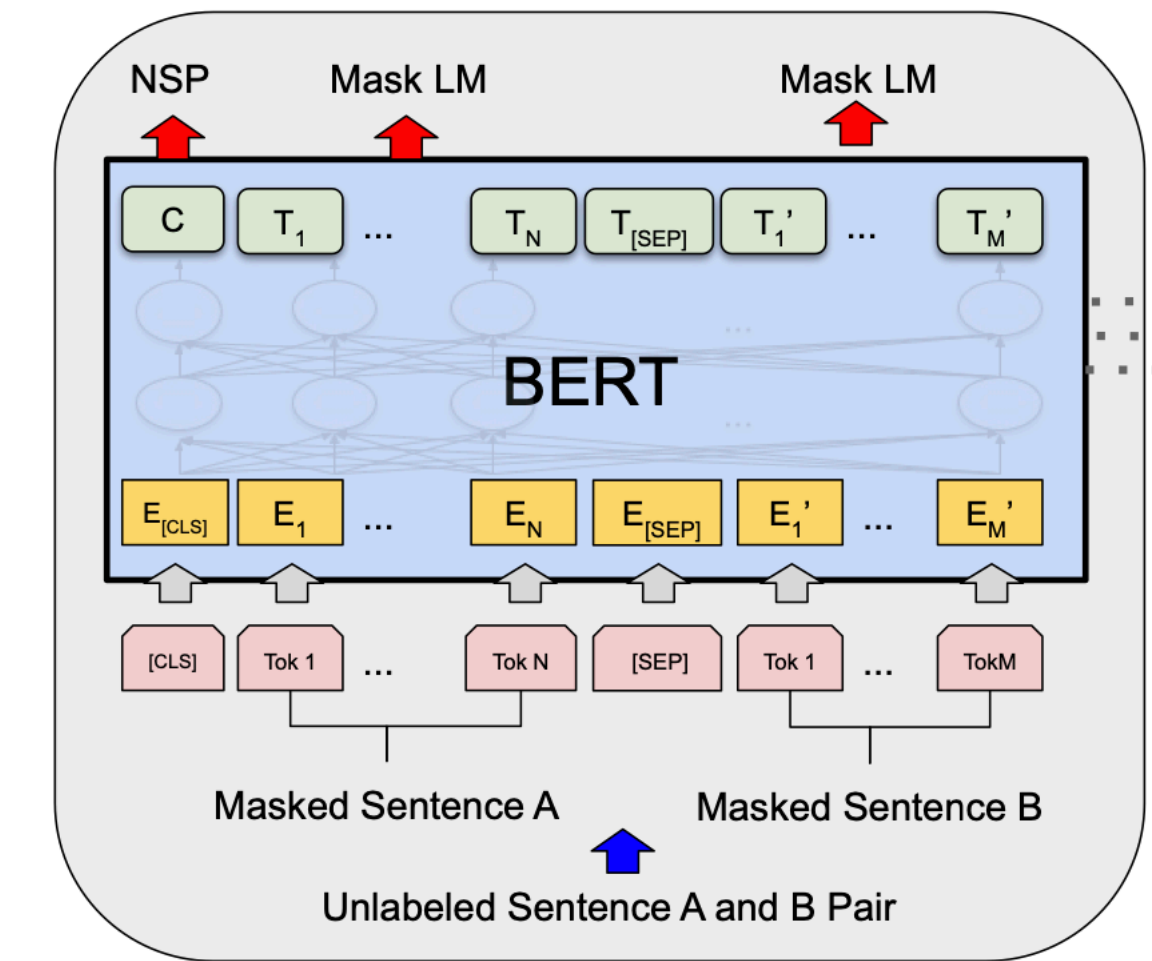 NSP Mask LM Mask LM
C T1 ... TN T[SEP] T1’ ... TM’
...
BERT
...
E[CLS] E1 ... EN E[SEP] E1’ ... EM’
[CLS] Tok 1 ... Tok N [SEP] Tok 1 ... TokM
Masked Sentence A Masked Sentence B
Unlabeled Sentence A and B Pair